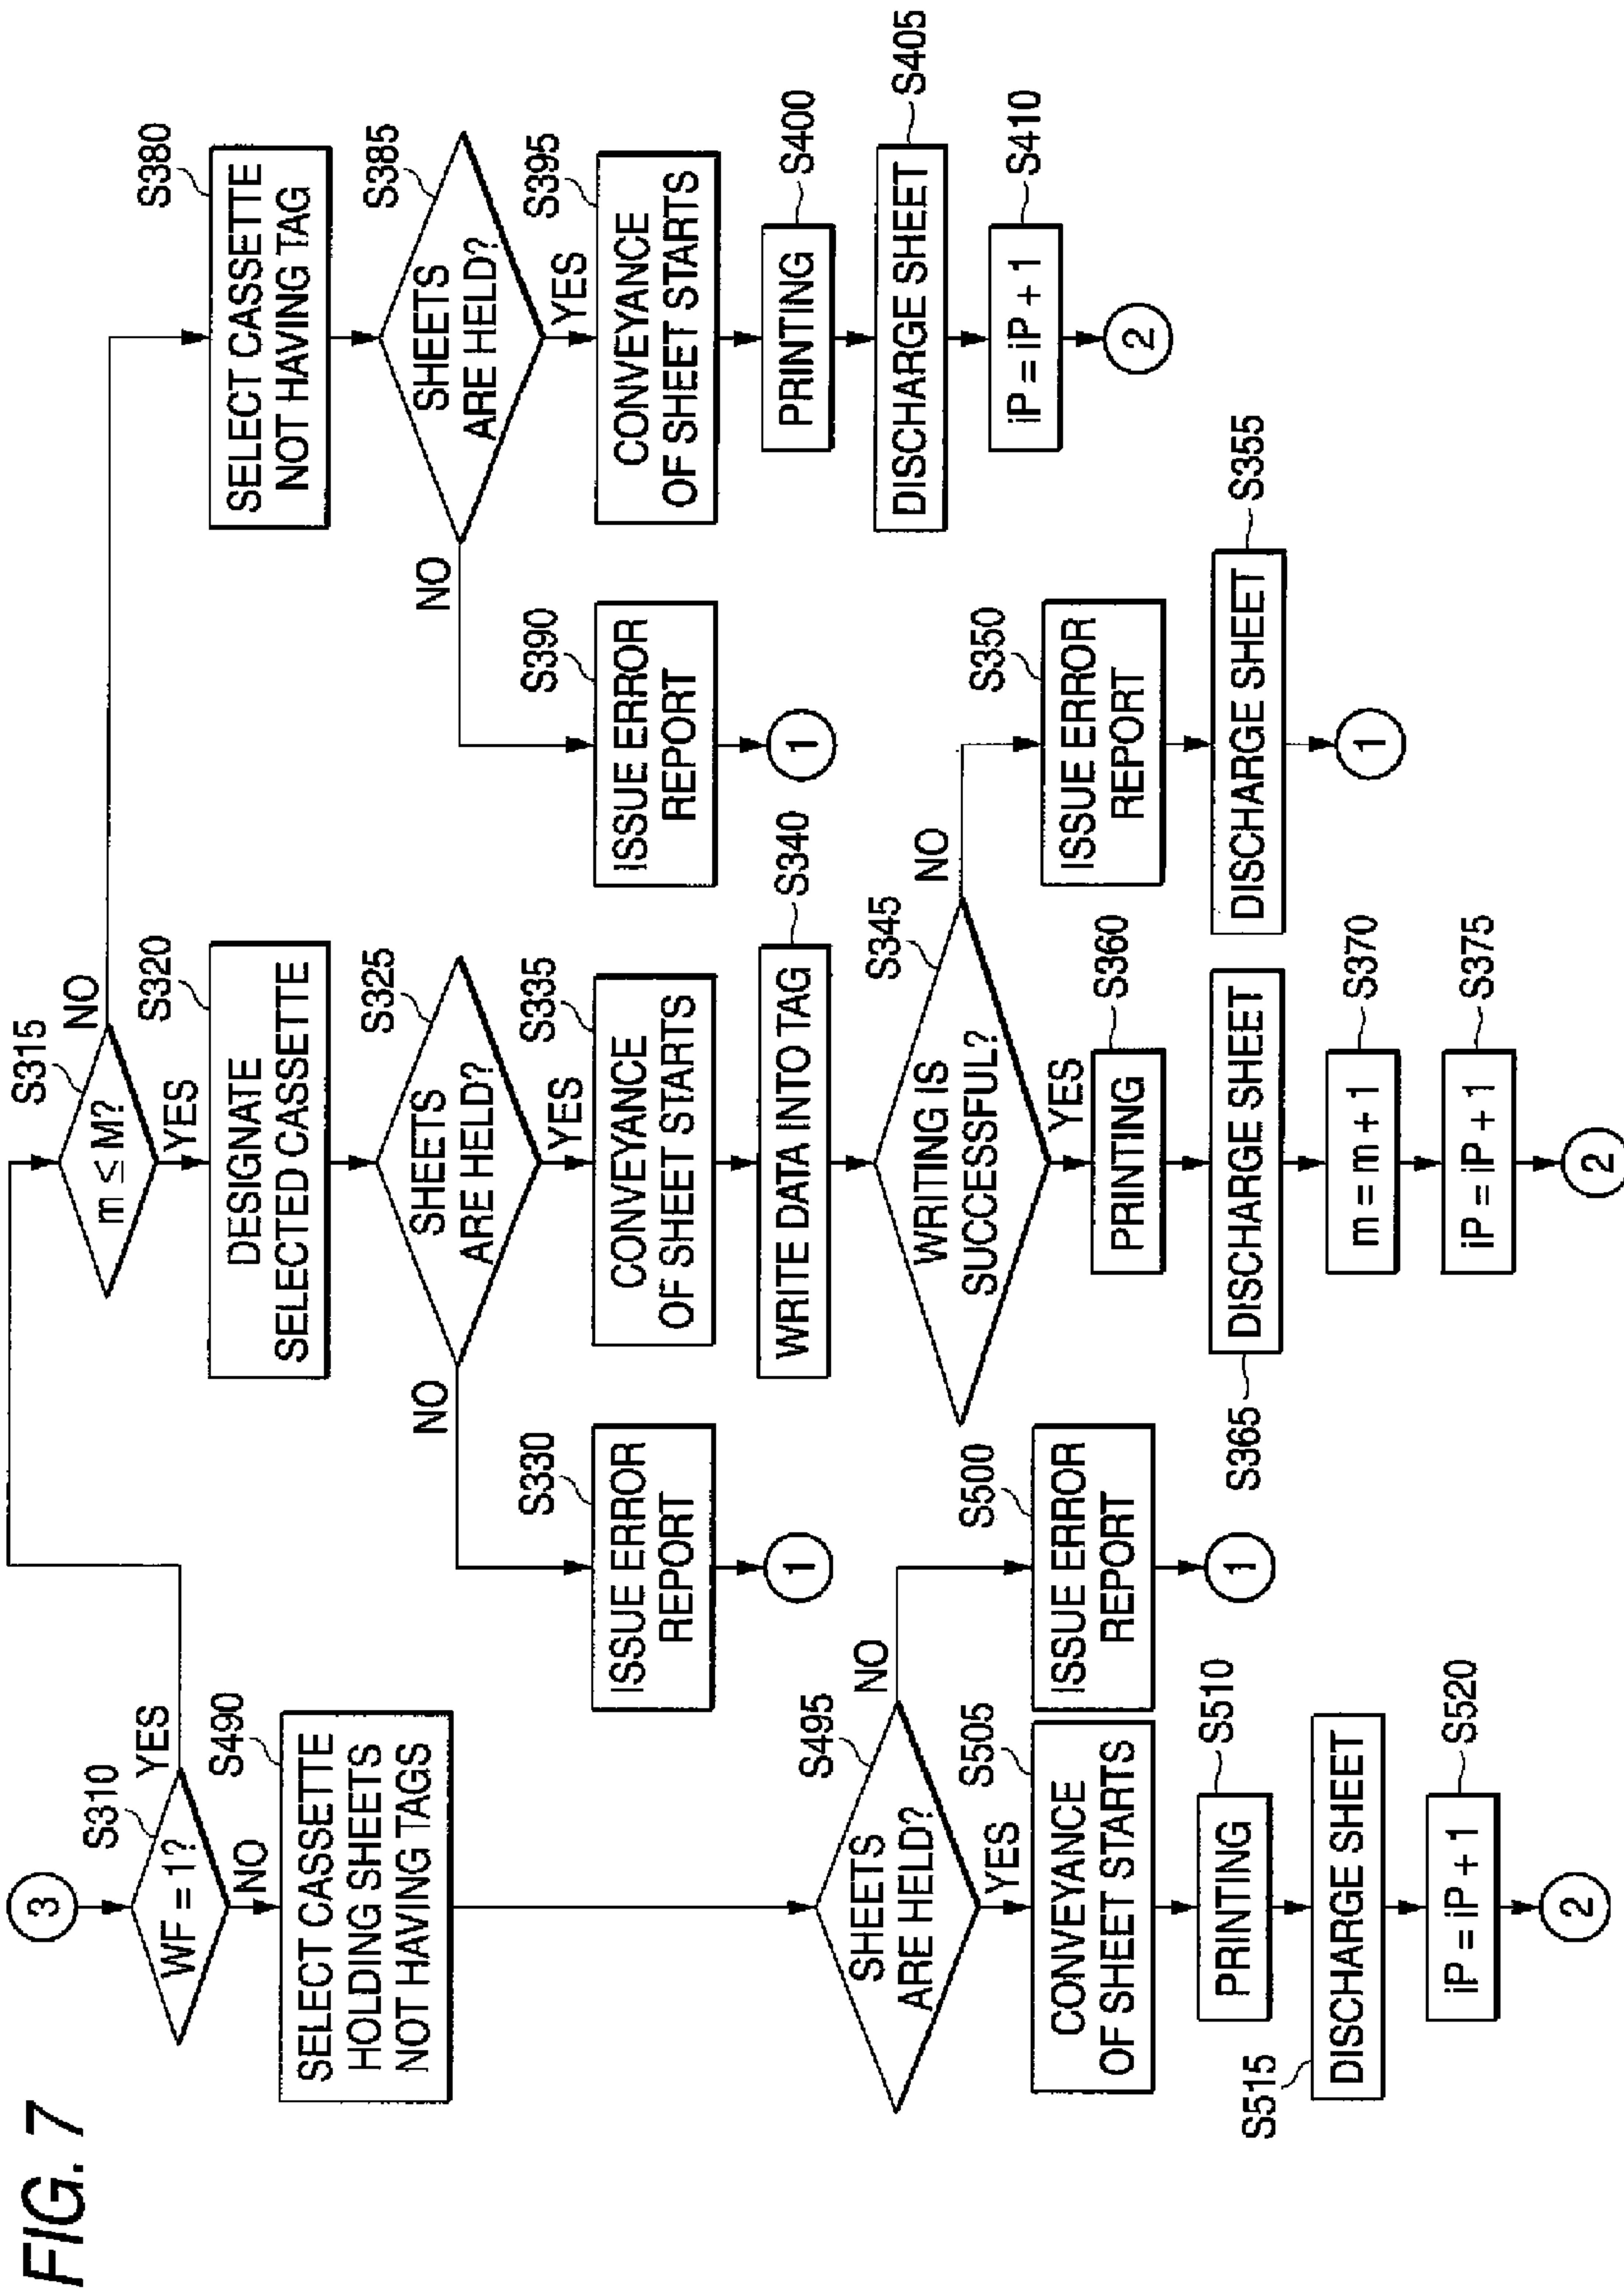 FIG. 7
3
S310
WF = 1?
YES
NO
S490
SELECT CASSETTE
HOLDING SHEETS
NOT HAVING TAGS
S495
SHEETS
ARE HELD?
NO
YES
S500
ISSUE ERROR
REPORT
1
S505
CONVEYANCE
OF SHEET STARTS
S510
PRINTING
S515
DISCHARGE SHEET
S520
iP = iP + 1
2
S315
m ≤ M?
NO
YES
S320
DESIGNATE
SELECTED CASSETTE
S325
SHEETS
ARE HELD?
NO
YES
S330
ISSUE ERROR
REPORT
1
S335
CONVEYANCE
OF SHEET STARTS
S340
WRITE DATA INTO TAG
S345
WRITING IS
SUCCESSFUL?
NO
YES
S350
ISSUE ERROR
REPORT
S355
DISCHARGE SHEET
1
S360
PRINTING
S365
DISCHARGE SHEET
S370
m = m + 1
S375
iP = iP + 1
2
S380
SELECT CASSETTE
NOT HAVING TAG
S385
SHEETS
ARE HELD?
NO
YES
S390
ISSUE ERROR
REPORT
1
S395
CONVEYANCE
OF SHEET STARTS
S400
PRINTING
S405
DISCHARGE SHEET
S410
iP = iP + 1
2